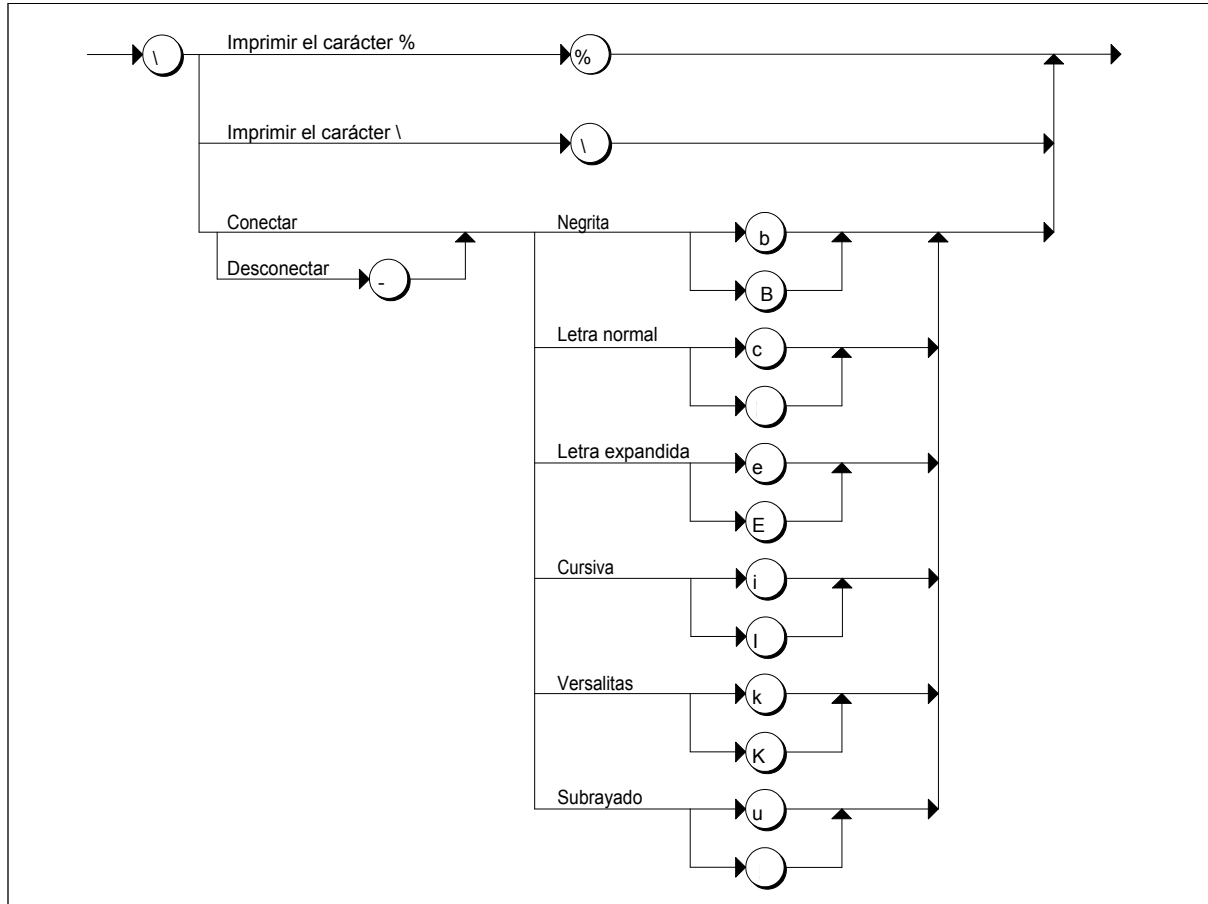 \ Imprimir el carácter % %
Imprimir el carácter \ \
Conectar Negrita b
Desconectar - B
Letra normal c
Letra expandida e
E
Cursiva i
I
Versalitas k
K
Subrayado u